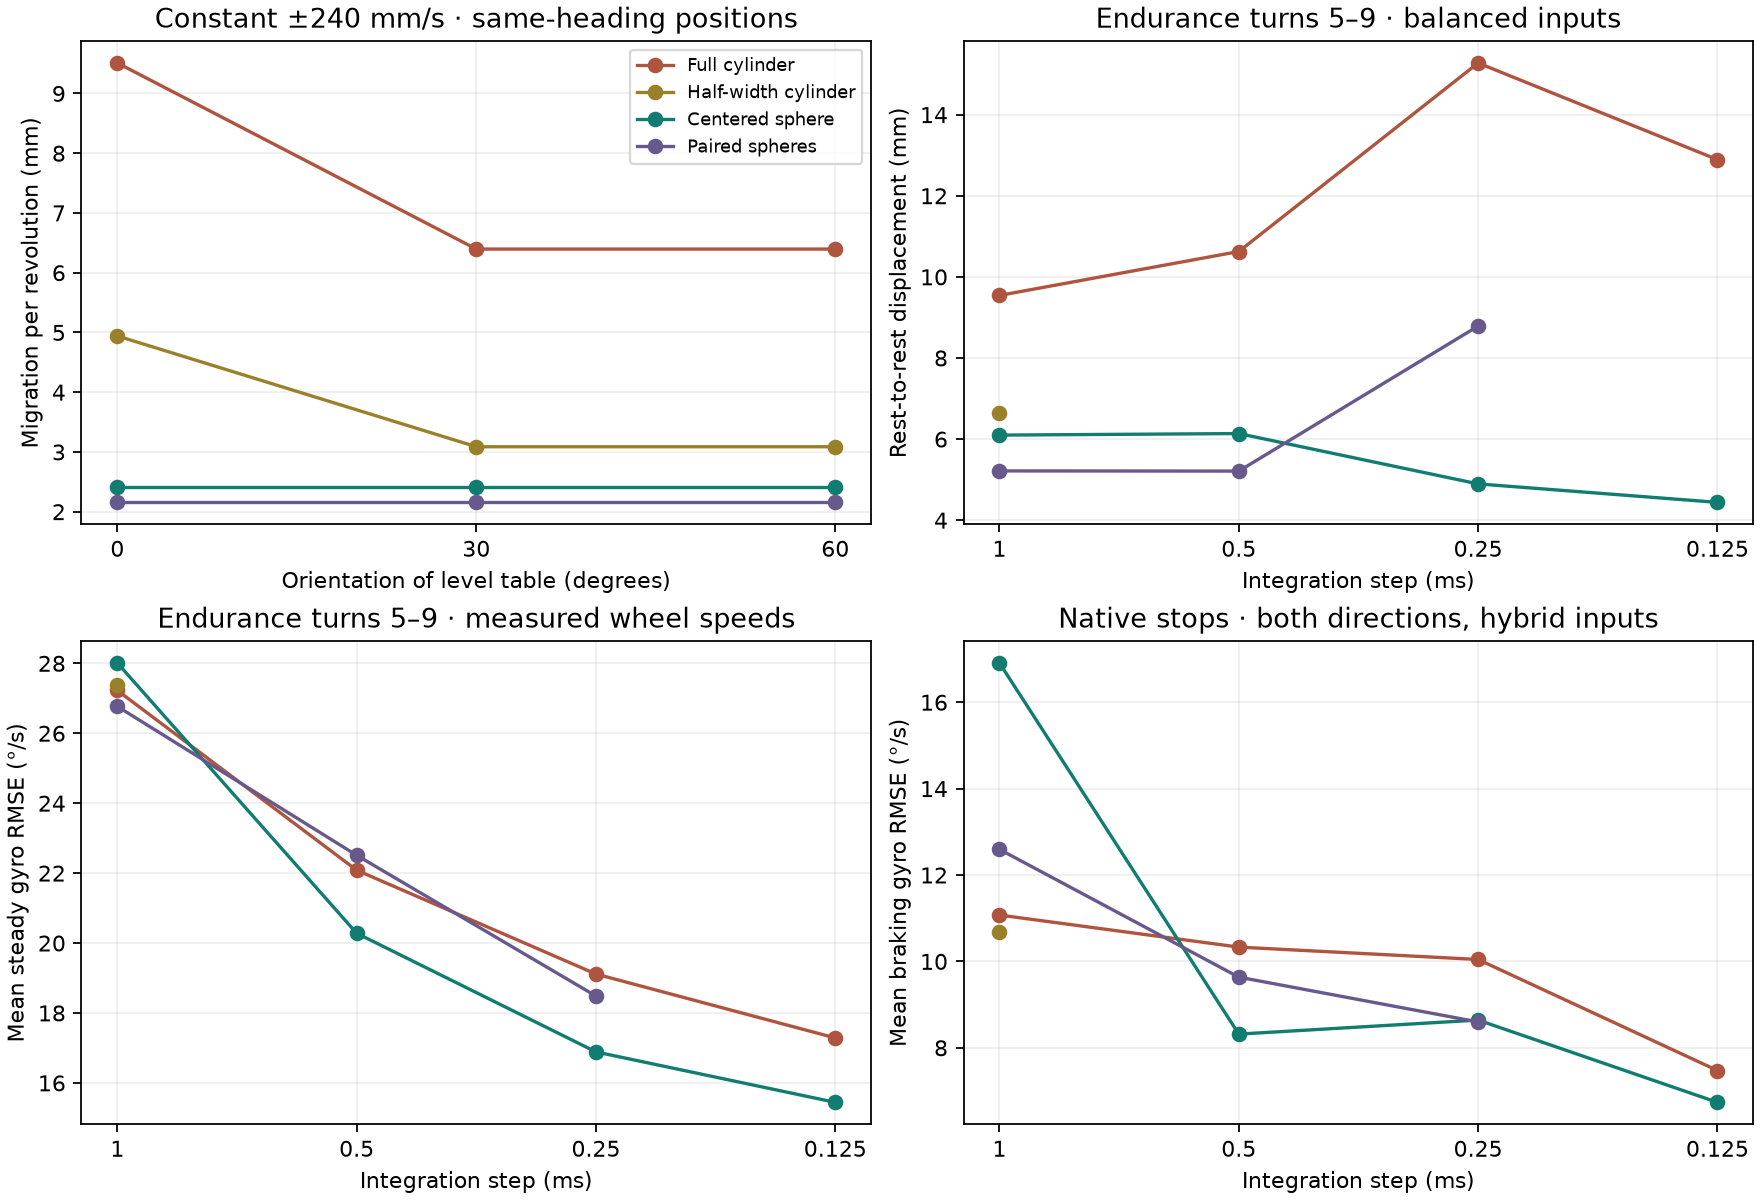 Constant ±240 mm/s · same-heading positions
Migration per revolution (mm)
9
8
7
6
5
4
3
2
Full cylinder
Half-width cylinder
Centered sphere
Paired spheres
0
30
60
Orientation of level table (degrees)
Endurance turns 5–9 · balanced inputs
Rest-to-rest displacement (mm)
14
12
10
8
6
4
1
0.5
0.25
0.125
Integration step (ms)
Endurance turns 5–9 · measured wheel speeds
Mean steady gyro RMSE (°/s)
28
26
24
22
20
18
16
1
0.5
0.25
0.125
Integration step (ms)
Native stops · both directions, hybrid inputs
Mean braking gyro RMSE (°/s)
16
14
12
10
8
1
0.5
0.25
0.125
Integration step (ms)